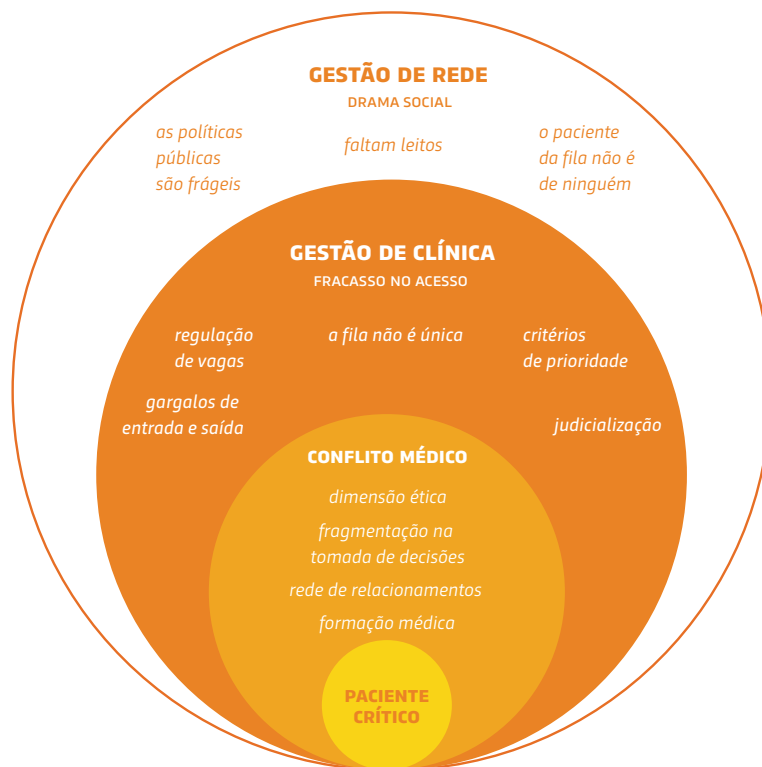 GESTÃO DE REDE
DRAMA SOCIAL
as políticas
públicas
são frágeis
faltam leitos
o paciente
da fila não é
de ninguém
GESTÃO DE CLÍNICA
FRACASSO NO ACESSO
regulação
de vagas
a fila não é única
critérios
de prioridade
gargalos de
entrada e saída
judicialização
CONFLITO MÉDICO
dimensão ética
fragmentação na
tomada de decisões
rede de relacionamentos
formação médica
PACIENTE
CRÍTICO